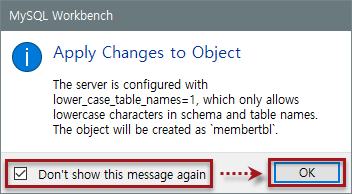 MySQL Workbench
Apply Changes to Object
The server is configured with
lower_case_table_names=1, which only allows
lowercase characters in schema and table names.
The object will be created as `membertbl`.
Don't show this message again
OK